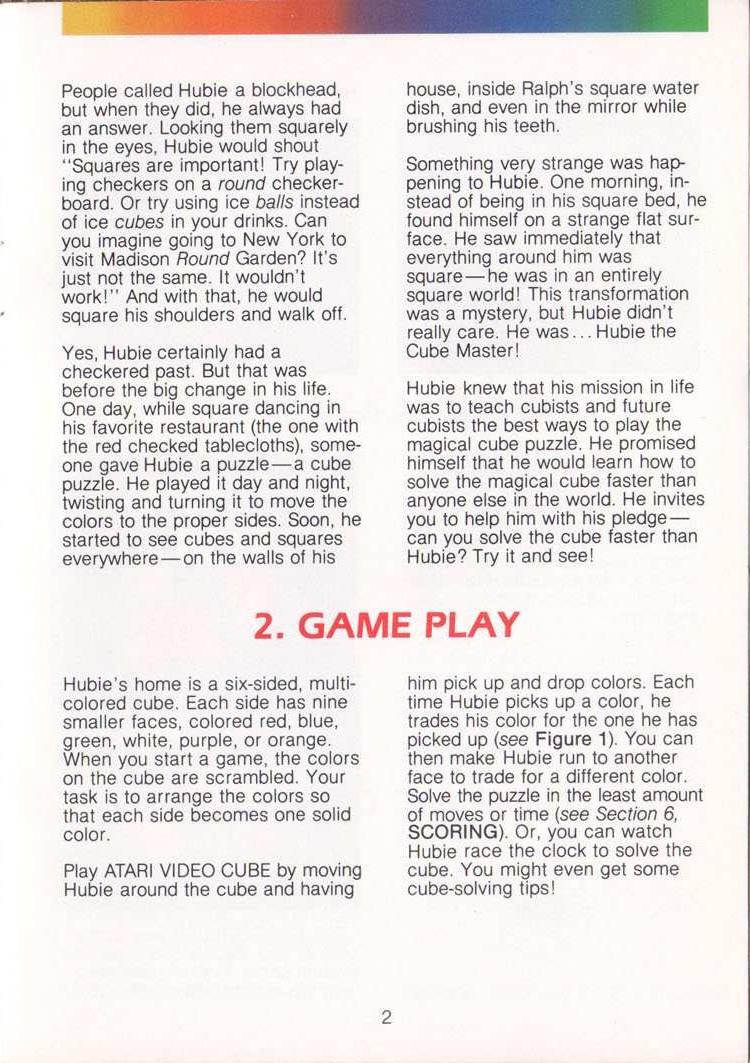 People called Hubie a blockhead,
but when they did, he always had
an answer. Looking them squarely
in the eyes, Hubie would shout
"Squares are important! Try play-
ing checkers on a round checker-
board. Or try using ice balls instead
of ice cubes in your drinks. Can
you imagine going to New York to
visit Madison Round Garden? It's
just not the same. It wouldn't
work!" And with that, he would
square his shoulders and walk off.
Yes, Hubie certainly had a
checkered past. But that was
before the big change in his life.
One day, while square dancing in
his favorite restaurant (the one with
the red checked tablecloths), some-
one gave Hubie a puzzle—a cube
puzzle. He played it day and night,
twisting and turning it to move the
colors to the proper sides. Soon, he
started to see cubes and squares
everywhere—on the walls of his
house, inside Ralph's square water
dish, and even in the mirror while
brushing his teeth.
Something very strange was hap-
pening to Hubie. One morning, in-
stead of being in his square bed, he
found himself on a strange flat sur-
face. He saw immediately that
everything around him was
square—he was in an entirely
square world! This transformation
was a mystery, but Hubie didn't
really care. He was... Hubie the
Cube Master!
Hubie knew that his mission in life
was to teach cubists and future
cubists the best ways to play the
magical cube puzzle. He promised
himself that he would learn how to
solve the magical cube faster than
anyone else in the world. He invites
you to help him with his pledge—
can you solve the cube faster than
Hubie? Try it and see!
2. GAME PLAY
Hubie's home is a six-sided, multi-
colored cube. Each side has nine
smaller faces, colored red, blue,
green, white, purple, or orange.
When you start a game, the colors
on the cube are scrambled. Your
task is to arrange the colors so
that each side becomes one solid
color.
Play ATARI VIDEO CUBE by moving
Hubie around the cube and having
him pick up and drop colors. Each
time Hubie picks up a color, he
trades his color for the one he has
picked up (see Figure 1). You can
then make Hubie run to another
face to trade for a different color.
Solve the puzzle in the least amount
of moves or time (see Section 6,
SCORING). Or, you can watch
Hubie race the clock to solve the
cube. You might even get some
cube-solving tips!
2